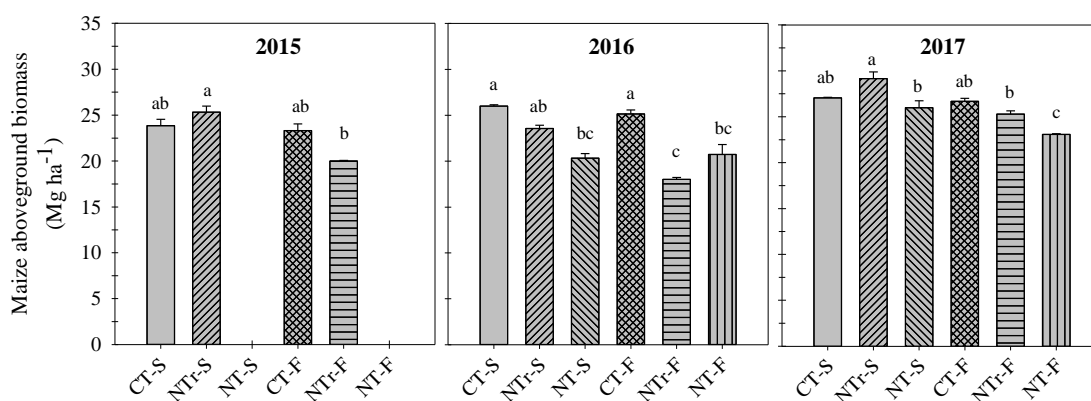 Maize aboveground biomass
(Mg ha-1)
35
30
25
20
15
10
5
0
2015
ab
a
ab
b
CT-S
NTr-S
NT-S
CT-F
NTr-F
NT-F
2016
a
ab
bc
a
c
bc
CT-S
NTr-S
NT-S
CT-F
NTr-F
NT-F
2017
ab
a
b
ab
b
c
CT-S
NTr-S
NT-S
CT-F
NTr-F
NT-F